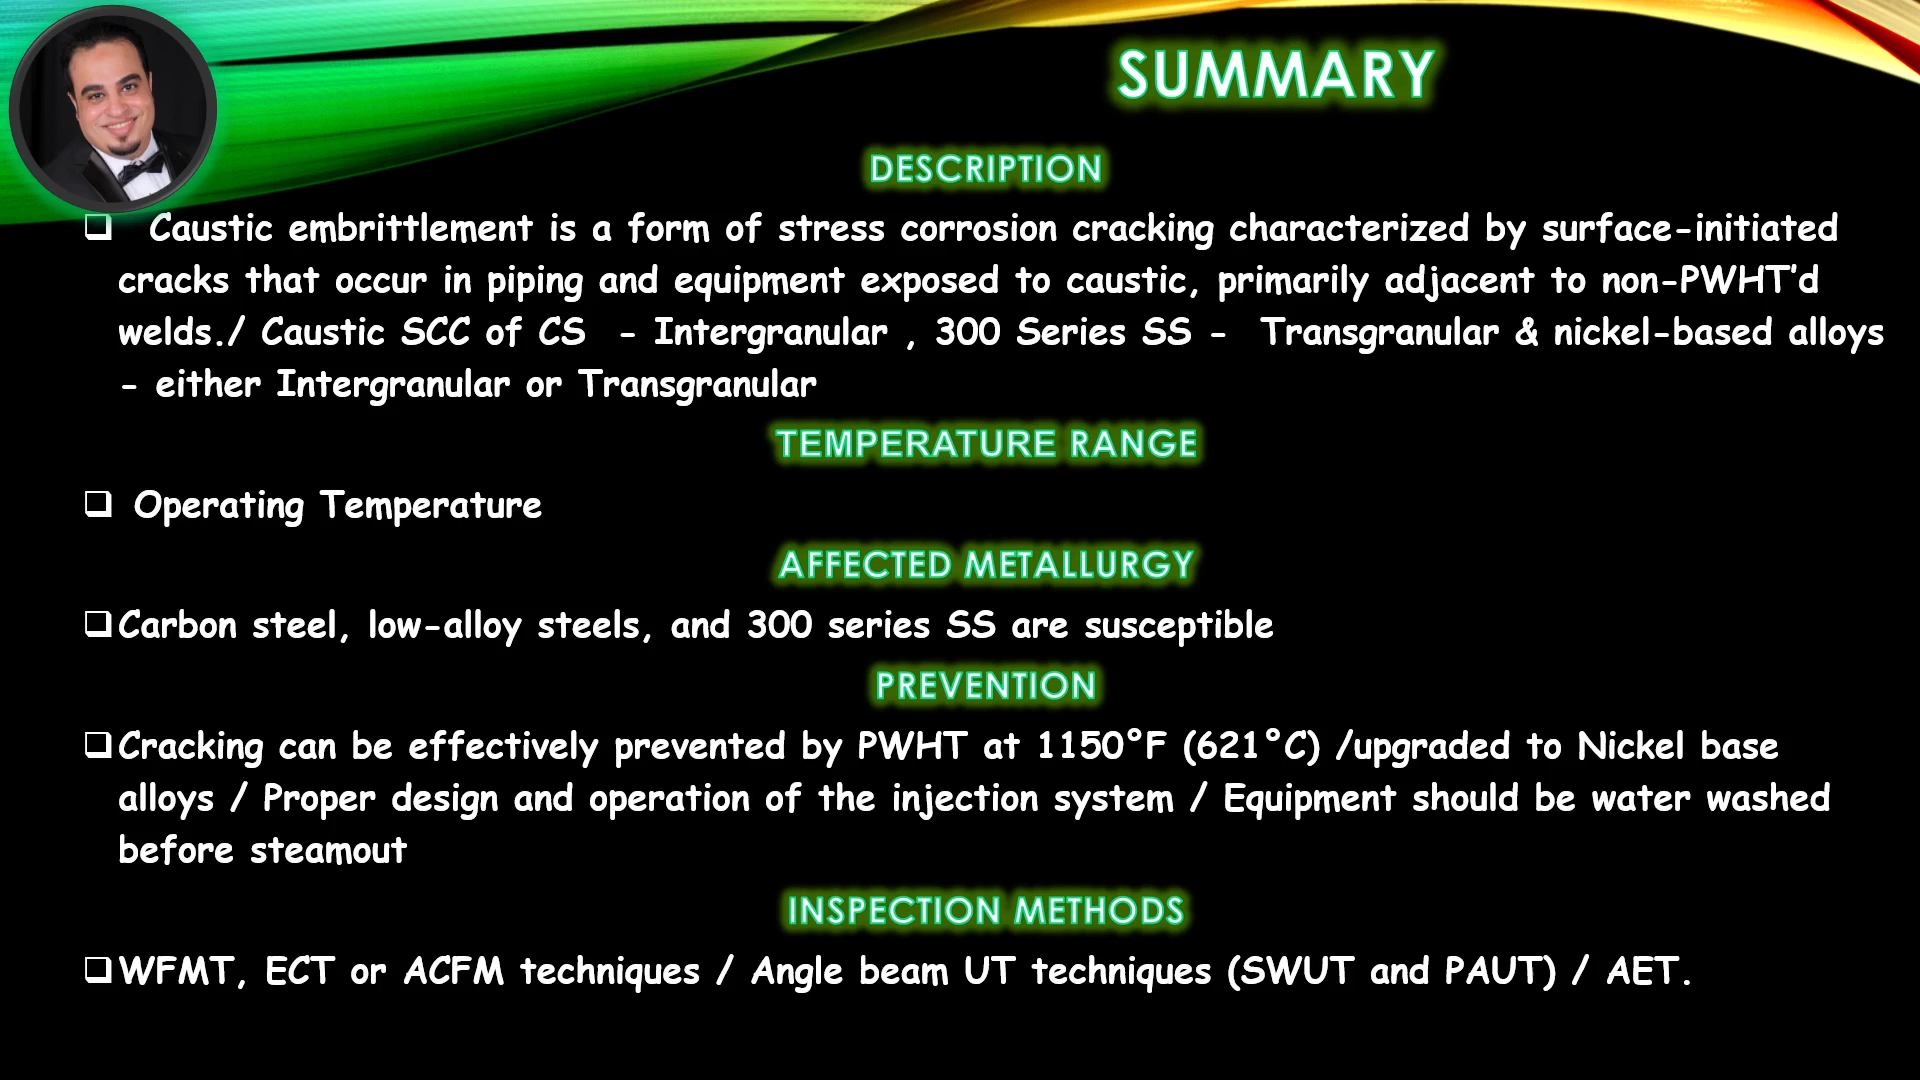 SUMMARY
DESCRIPTION
❑ Caustic embrittlement is a form of stress corrosion cracking characterized by surface-initiated
cracks that occur in piping and equipment exposed to caustic, primarily adjacent to non-PWHT’d
welds./ Caustic SCC of CS - Intergranular , 300 Series SS - Transgranular & nickel-based alloys
- either Intergranular or Transgranular
TEMPERATURE RANGE
❑ Operating Temperature
AFFECTED METALLURGY
❑ Carbon steel, low-alloy steels, and 300 series SS are susceptible
PREVENTION
❑ Cracking can be effectively prevented by PWHT at 1150°F (621°C) /upgraded to Nickel base
alloys / Proper design and operation of the injection system / Equipment should be water washed
before steamout
INSPECTION METHODS
❑ WFMT, ECT or ACFM techniques / Angle beam UT techniques (SWUT and PAUT) / AET.